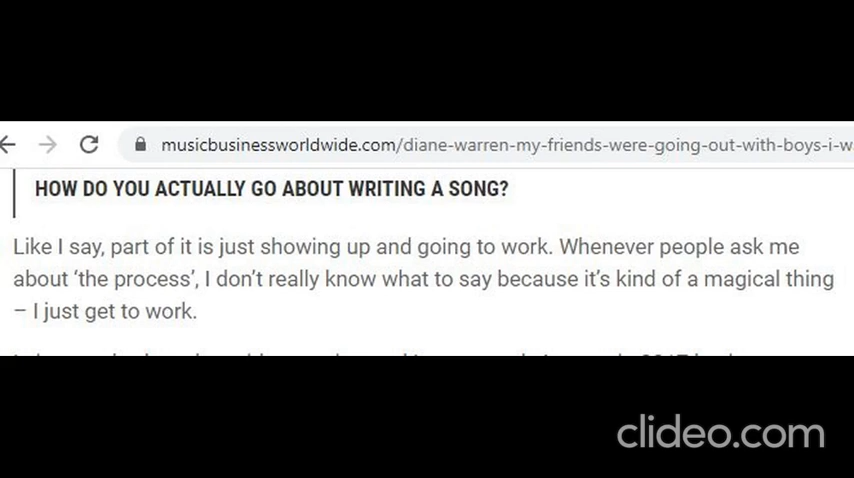 musicbusinessworldwide.com/diane-warren-my-friends-were-going-out-with-boys-i-w
HOW DO YOU ACTUALLY GO ABOUT WRITING A SONG?
Like I say, part of it is just showing up and going to work. Whenever people ask me
about ‘the process’, I don’t really know what to say because it’s kind of a magical thing
– I just get to work.
clideo.com